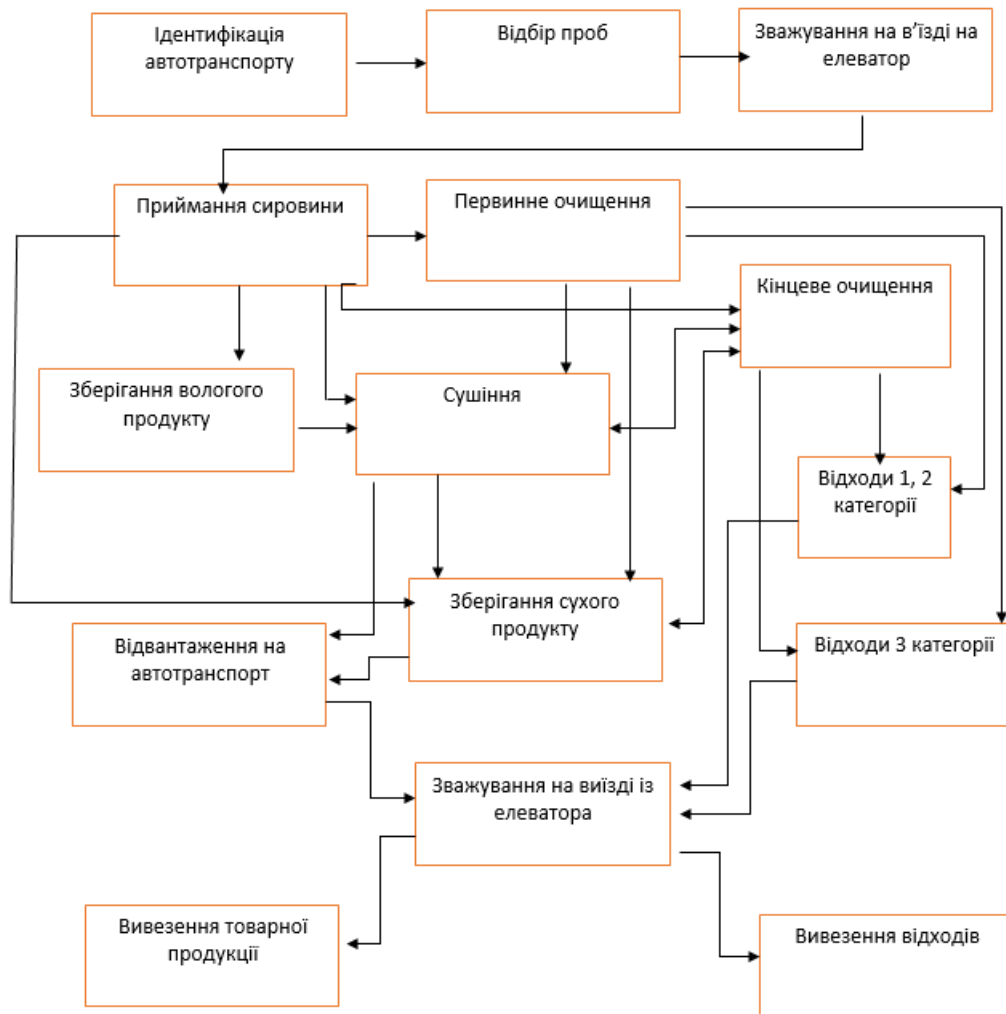 Ідентифікація
автотранспорту
Відбір проб
Зважування на в’їзді на
елеватор
Приймання сировини
Первинне очищення
Кінцеве очищення
Зберігання вологого
продукту
Сушіння
Відходи 1, 2
категорії
Зберігання сухого
продукту
Відвантаження на
автотранспорт
Відходи 3 категорії
Зважування на виїзді із
елеватора
Вивезення товарної
продукції
Вивезення відходів